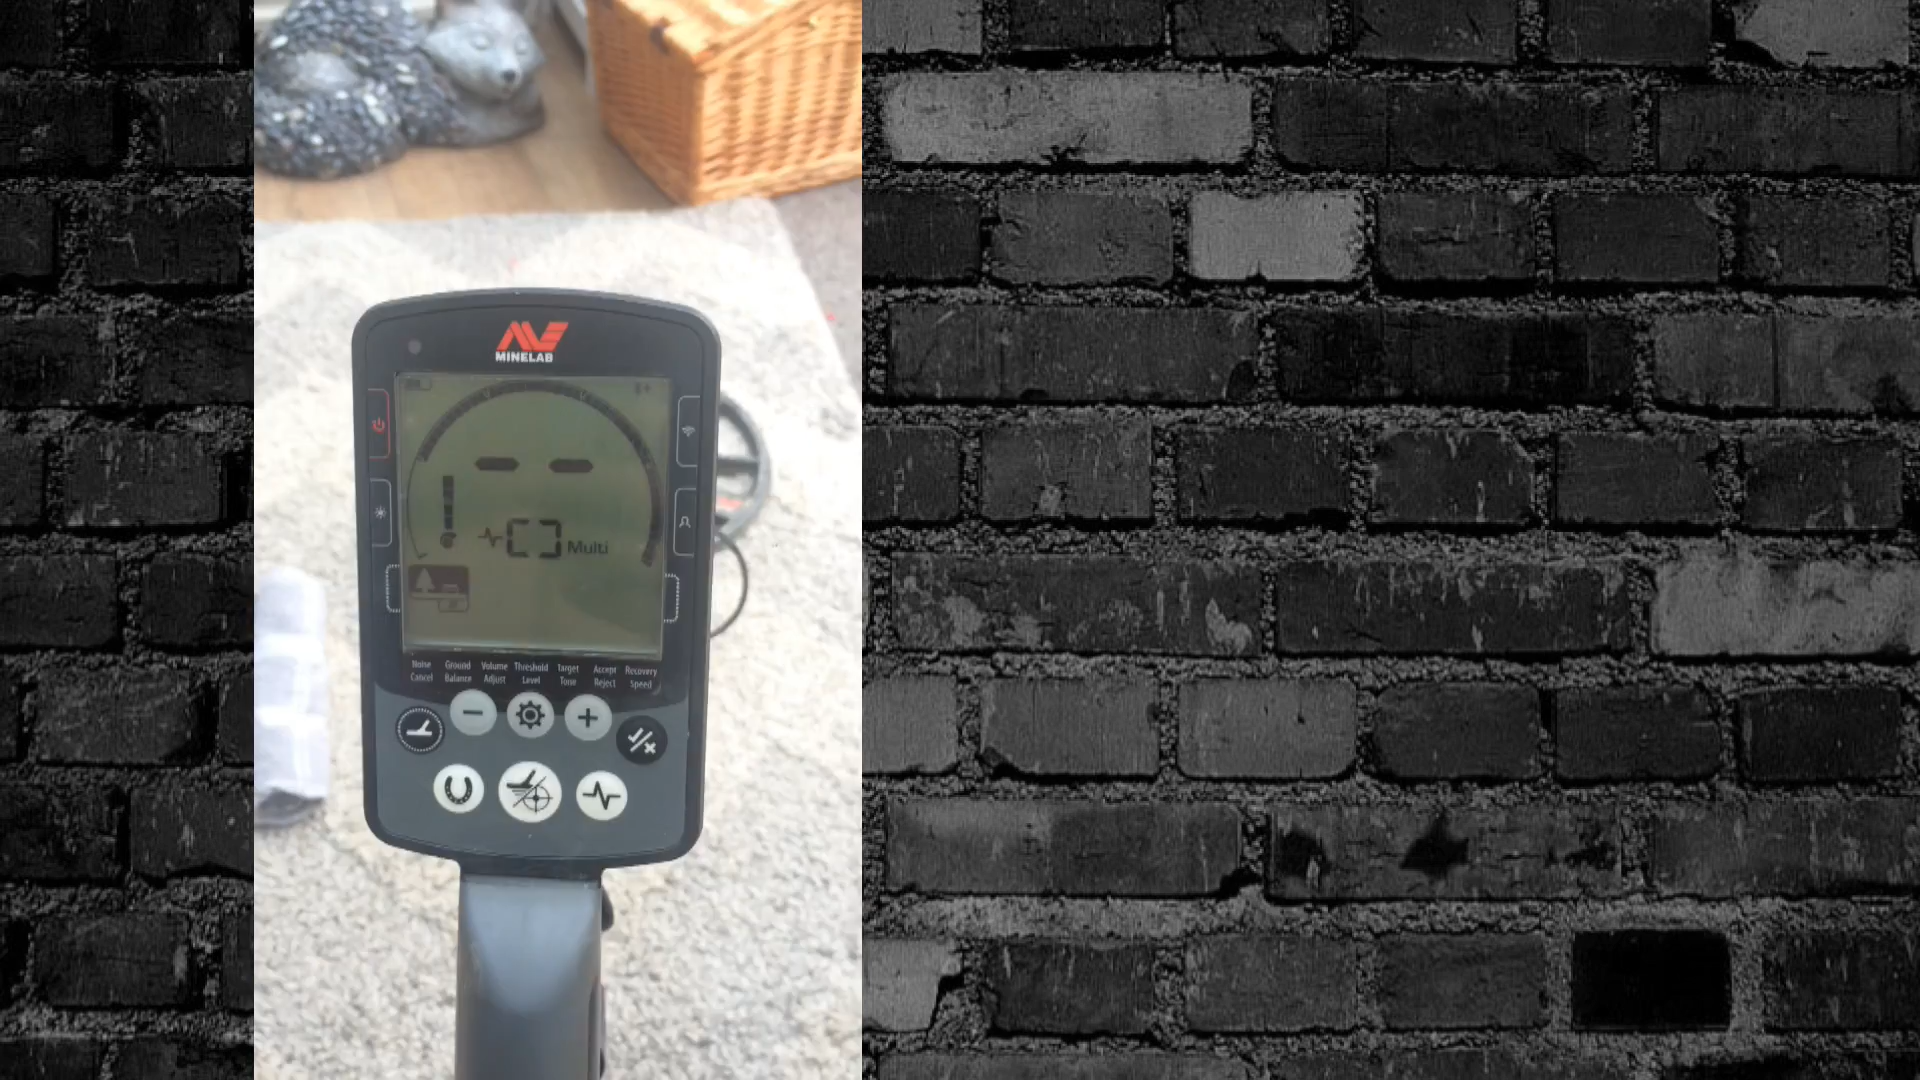 MINELAB
-- --
Multi
Noise Cancel
Ground Balance
Volume Adjust
Threshold Level
Target Tone
Accept Reject
Recovery Speed